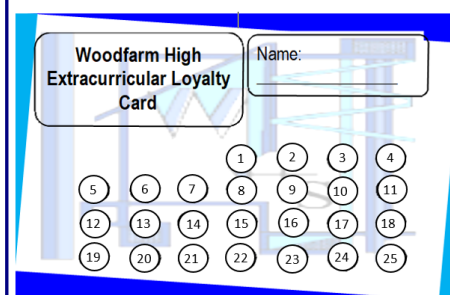 Woodfarm High
Extracurricular Loyalty
Card
Name:
1 2 3 4
5 6 7 8 9 10 11
12 13 14 15 16 17 18
19 20 21 22 23 24 25